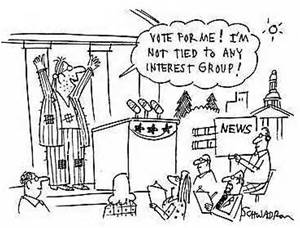 VOTE FOR ME! I'M
NOT TIED TO ANY
INTEREST GROUP!
NEWS
SCHWADRON